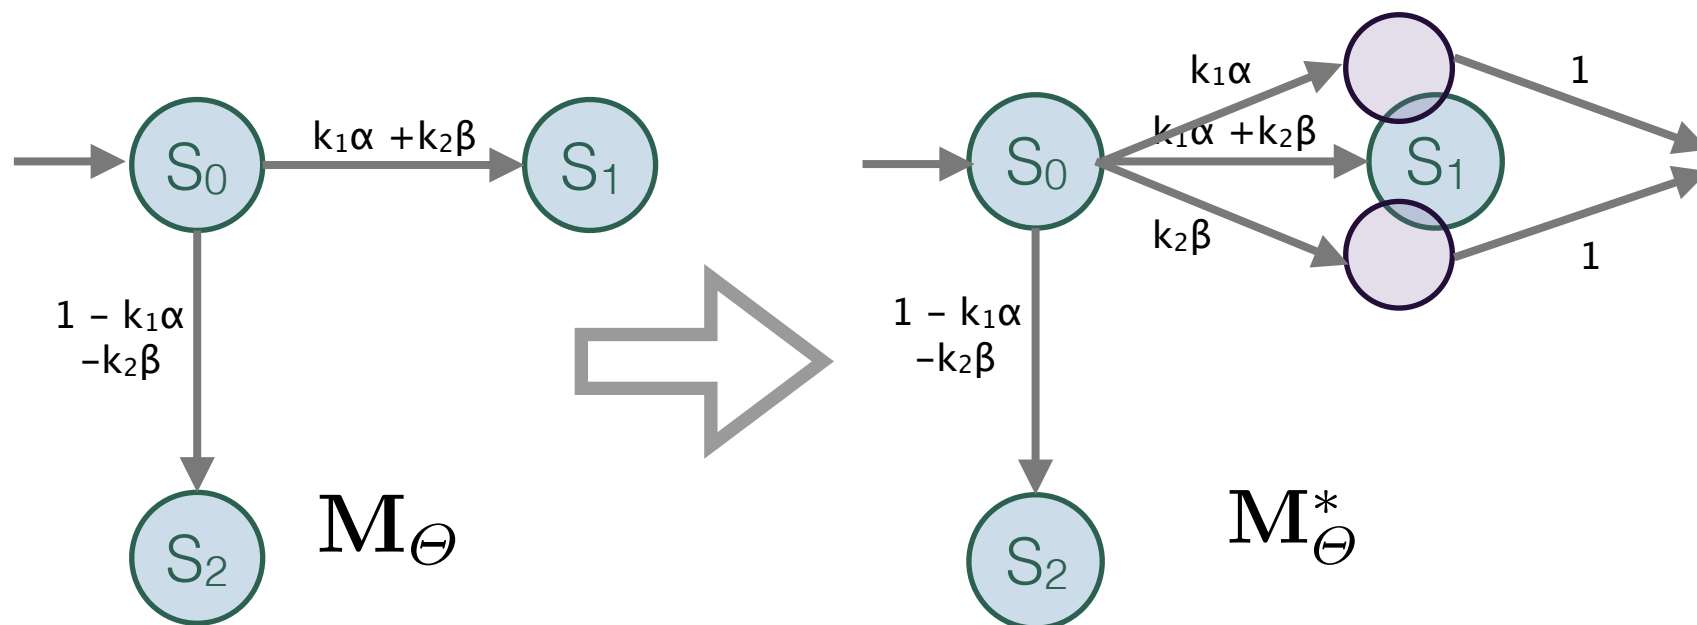 S₀
k₁α +k₂β
S₁
1 – k₁α
–k₂β
S₂
M_Θ
k₁α
1
S₀
k₁α +k₂β
S₁
k₂β
1
1 – k₁α
–k₂β
S₂
M*_Θ